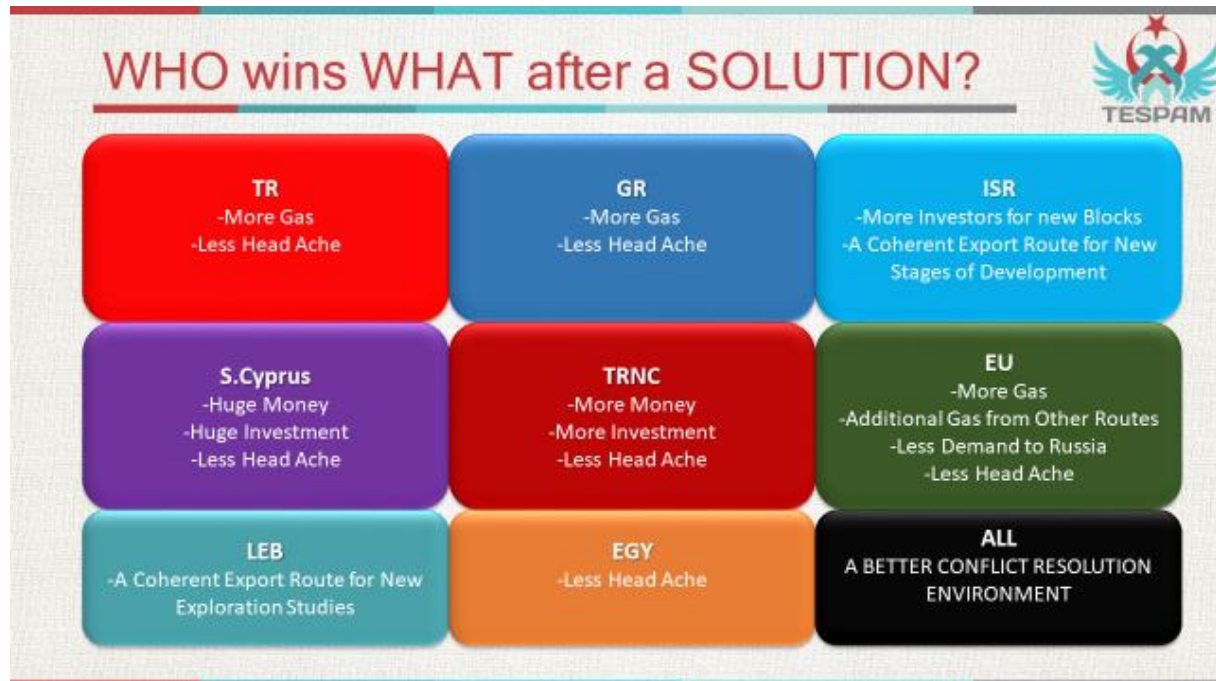 WHO wins WHAT after a SOLUTION?
TESPAM
TR
-More Gas
-Less Head Ache
GR
-More Gas
-Less Head Ache
ISR
-More Investors for new Blocks
-A Coherent Export Route for New
Stages of Development
S.Cyprus
-Huge Money
-Huge Investment
-Less Head Ache
TRNC
-More Money
-More Investment
-Less Head Ache
EU
-More Gas
-Additional Gas from Other Routes
-Less Demand to Russia
-Less Head Ache
LEB
-A Coherent Export Route for New
Exploration Studies
EGY
-Less Head Ache
ALL
A BETTER CONFLICT RESOLUTION
ENVIRONMENT